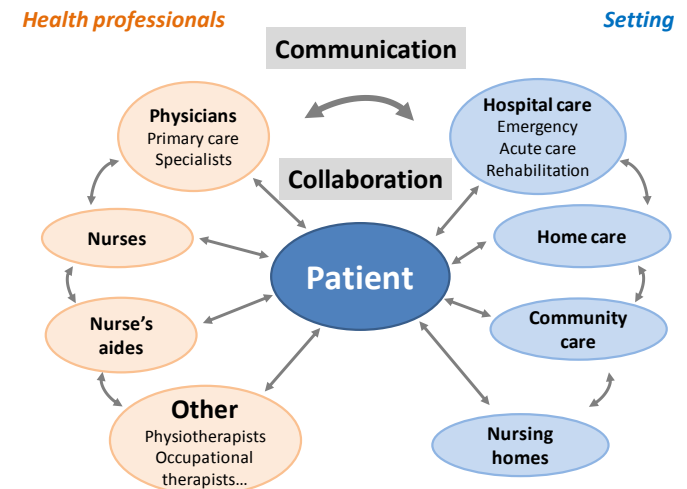 Health professionals
Setting
Communication
Physicians
Primary care
Specialists
Hospital care
Emergency
Acute care
Rehabilitation
Collaboration
Nurses
Home care
Patient
Nurse's
aides
Community
care
Other
Physiotherapists
Occupational
therapists…
Nursing
homes